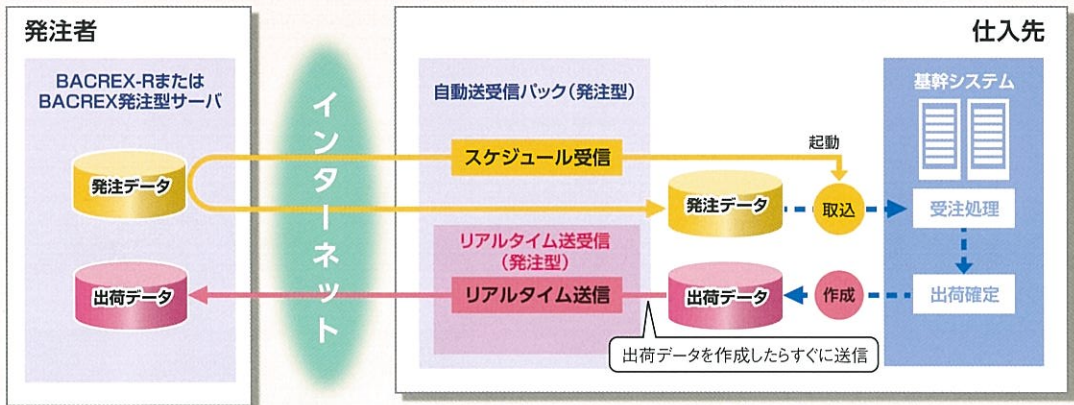 発注者
BACREX-Rまたは
BACREX発注型サーバ
発注データ
出荷データ
インターネット
仕入先
自動送受信パック(発注型)
スケジュール受信
起動
発注データ
取込
リアルタイム送受信
(発注型)
リアルタイム送信
出荷データ
作成
出荷データを作成したらすぐに送信
基幹システム
受注処理
出荷確定